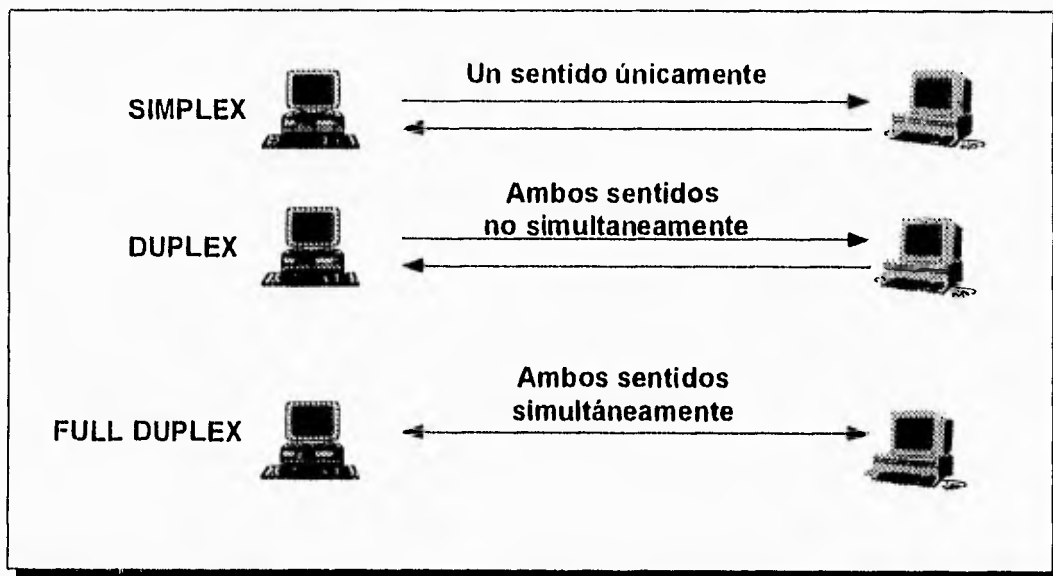 SIMPLEX
Un sentido únicamente
DUPLEX
Ambos sentidos
no simultaneamente
FULL DUPLEX
Ambos sentidos
simultáneamente